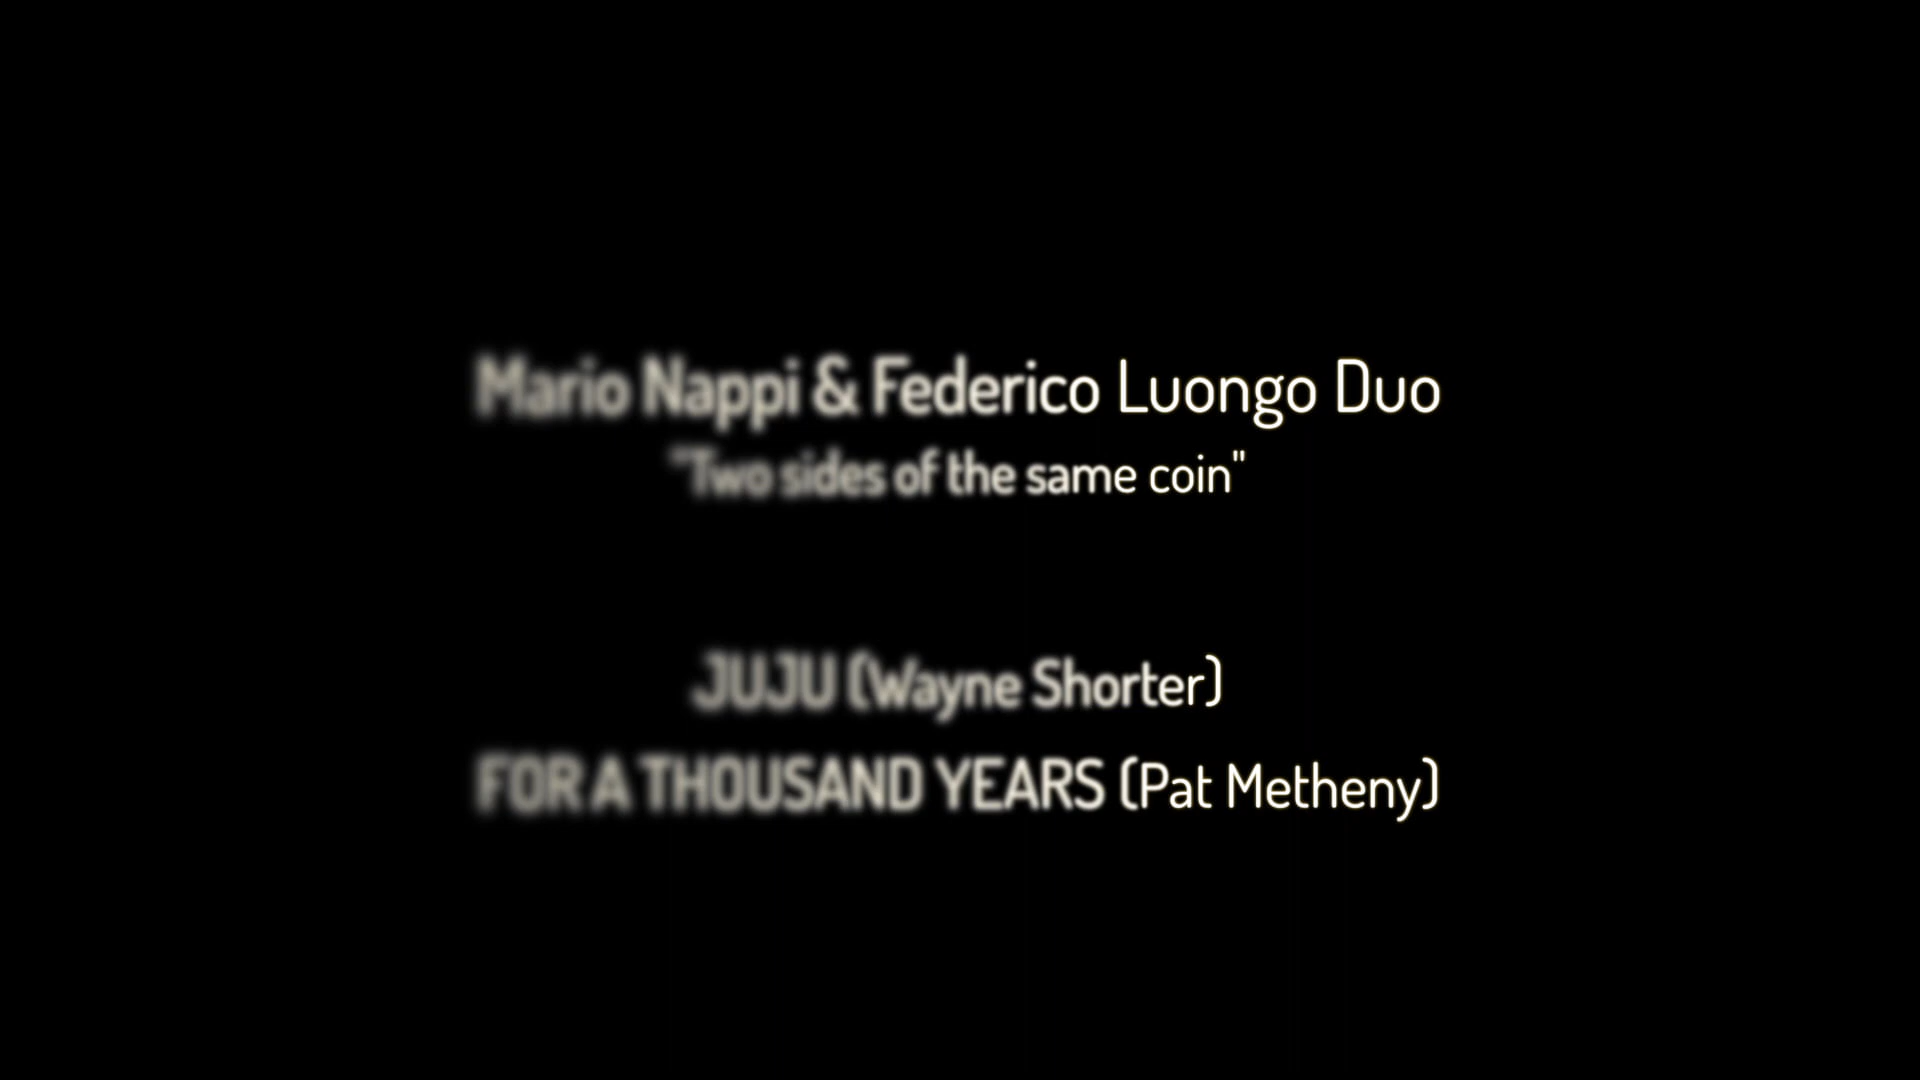 Mario Nappi & Federico Luongo Duo
"Two sides of the same coin"
JUJU (Wayne Shorter)
FOR A THOUSAND YEARS (Pat Metheny)